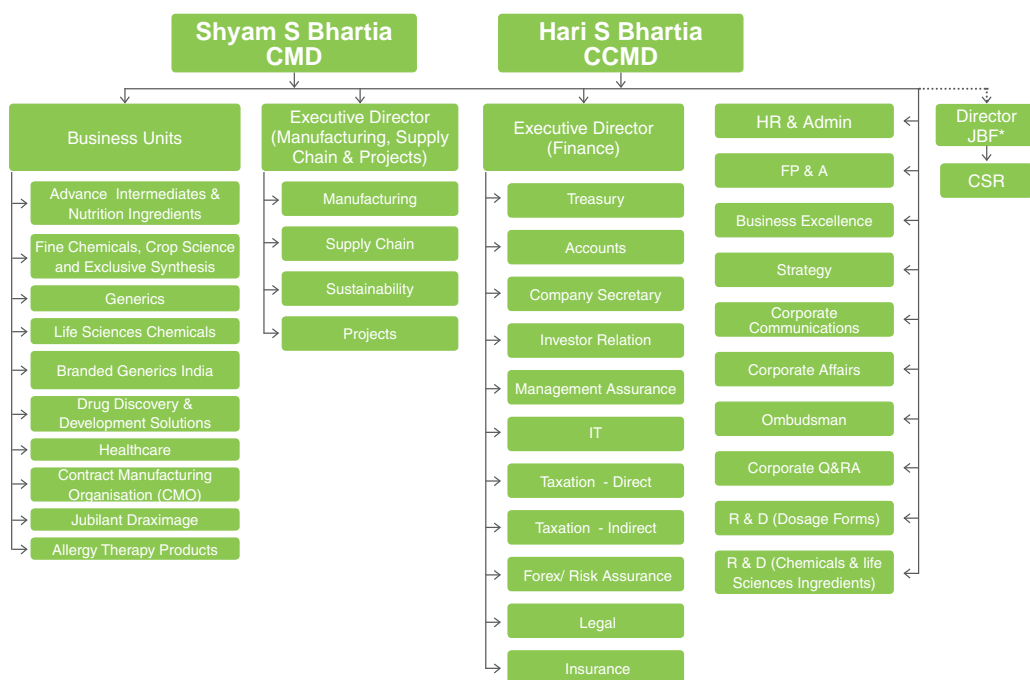 Shyam S Bhartia
CMD
Hari S Bhartia
CCMD
Business Units
Advance Intermediates &
Nutrition Ingredients
Fine Chemicals, Crop Science
and Exclusive Synthesis
Generics
Life Sciences Chemicals
Branded Generics India
Drug Discovery &
Development Solutions
Healthcare
Contract Manufacturing
Organisation (CMO)
Jubilant Draximage
Allergy Therapy Products
Executive Director
(Manufacturing, Supply
Chain & Projects)
Manufacturing
Supply Chain
Sustainability
Projects
Executive Director
(Finance)
Treasury
Accounts
Company Secretary
Investor Relation
Management Assurance
IT
Taxation - Direct
Taxation - Indirect
Forex/ Risk Assurance
Legal
Insurance
HR & Admin
FP & A
Business Excellence
Strategy
Corporate
Communications
Corporate Affairs
Ombudsman
Corporate Q&RA
R & D (Dosage Forms)
R & D (Chemicals & life
Sciences Ingredients)
Director
JBF*
CSR